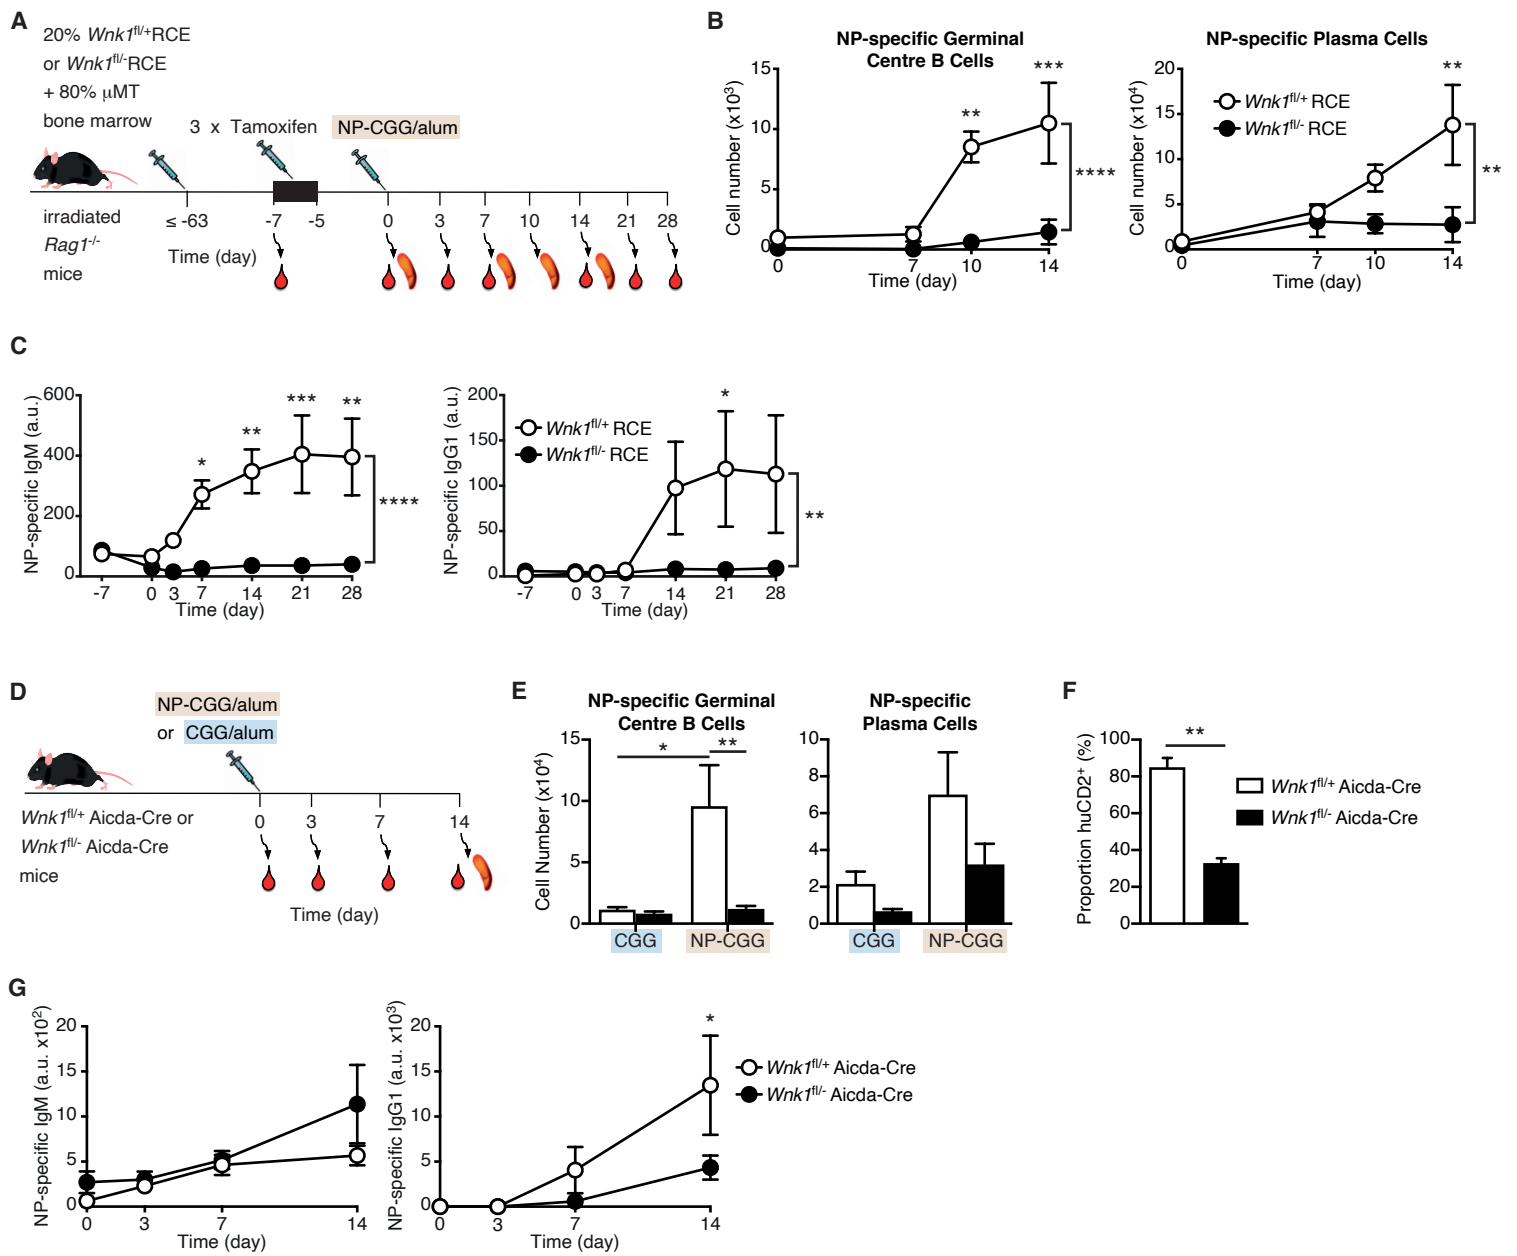 A
20% Wnk1fl/+RCE
or Wnk1fl/-RCE
+ 80% μMT
bone marrow
3 x Tamoxifen
NP-CGG/alum
irradiated
Rag1-/-
mice
≤ -63
-7
-5
0
3
7
10
14
21
28
Time (day)
B
NP-specific Germinal
Centre B Cells
Cell number (x10³)
15
10
5
0
**
***
****
0
7
10
14
Time (day)
NP-specific Plasma Cells
Cell number (x10⁴)
20
15
10
5
0
Wnk1fl/+ RCE
Wnk1fl/- RCE
**
**
0
7
10
14
Time (day)
C
NP-specific IgM (a.u.)
600
400
200
0
*
**
***
**
****
-7
0
3
7
14
21
28
Time (day)
NP-specific IgG1 (a.u.)
200
150
100
50
0
Wnk1fl/+ RCE
Wnk1fl/- RCE
*
**
-7
0
3
7
14
21
28
Time (day)
D
NP-CGG/alum
or CGG/alum
Wnk1fl/+ Aicda-Cre or
Wnk1fl/- Aicda-Cre
mice
0
3
7
14
Time (day)
E
NP-specific Germinal
Centre B Cells
Cell Number (x10⁴)
15
10
5
0
*
**
CGG
NP-CGG
NP-specific
Plasma Cells
10
8
6
4
2
0
CGG
NP-CGG
F
Proportion huCD2⁺ (%)
100
80
60
40
20
0
**
Wnk1fl/+ Aicda-Cre
Wnk1fl/- Aicda-Cre
G
NP-specific IgM (a.u. x10²)
20
15
10
5
0
0
3
7
14
Time (day)
NP-specific IgG1 (a.u. x10³)
20
15
10
5
0
*
0
3
7
14
Time (day)
Wnk1fl/+ Aicda-Cre
Wnk1fl/- Aicda-Cre